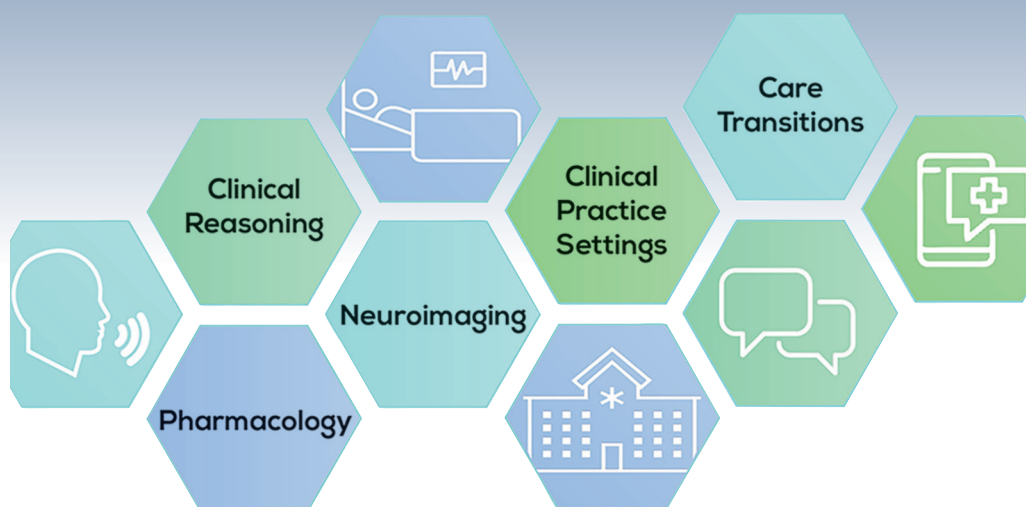 Care
Transitions
Clinical
Reasoning
Clinical
Practice
Settings
Neuroimaging
Pharmacology